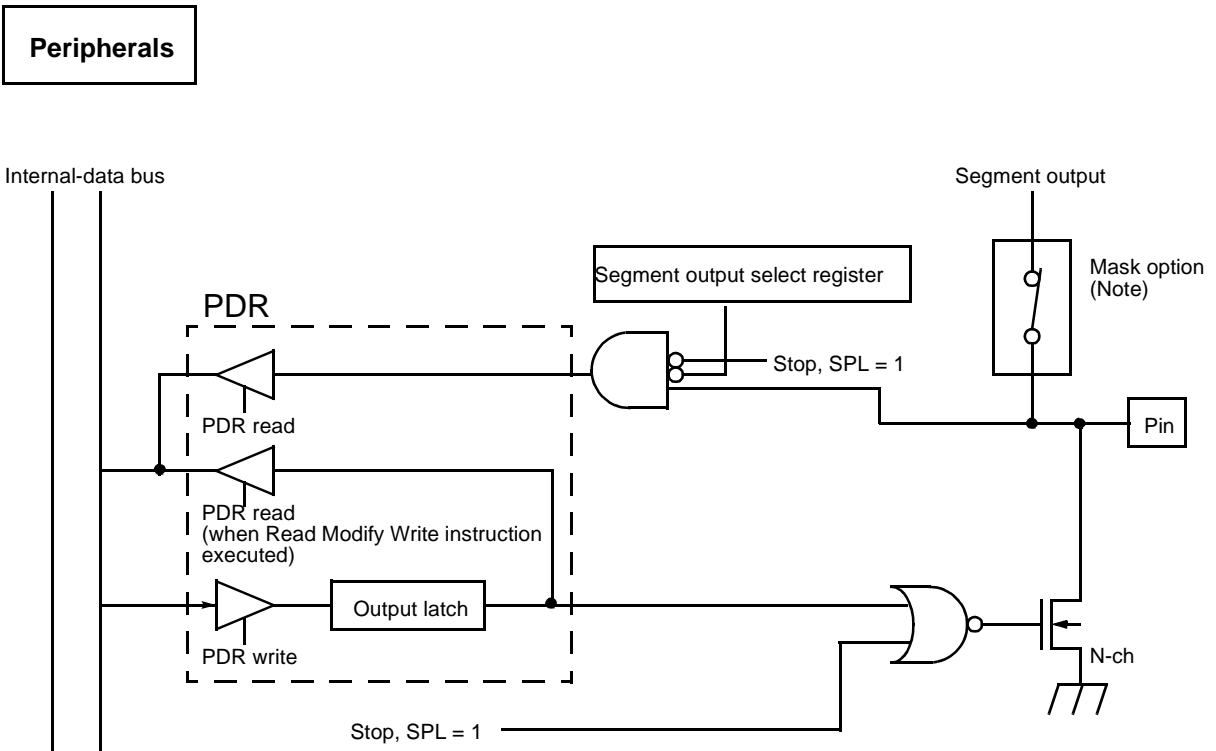 Peripherals
Internal-data bus
Segment output
Segment output select register
Mask option
(Note)
PDR
Stop, SPL = 1
PDR read
Pin
PDR read
(when Read Modify Write instruction
executed)
Output latch
PDR write
N-ch
Stop, SPL = 1